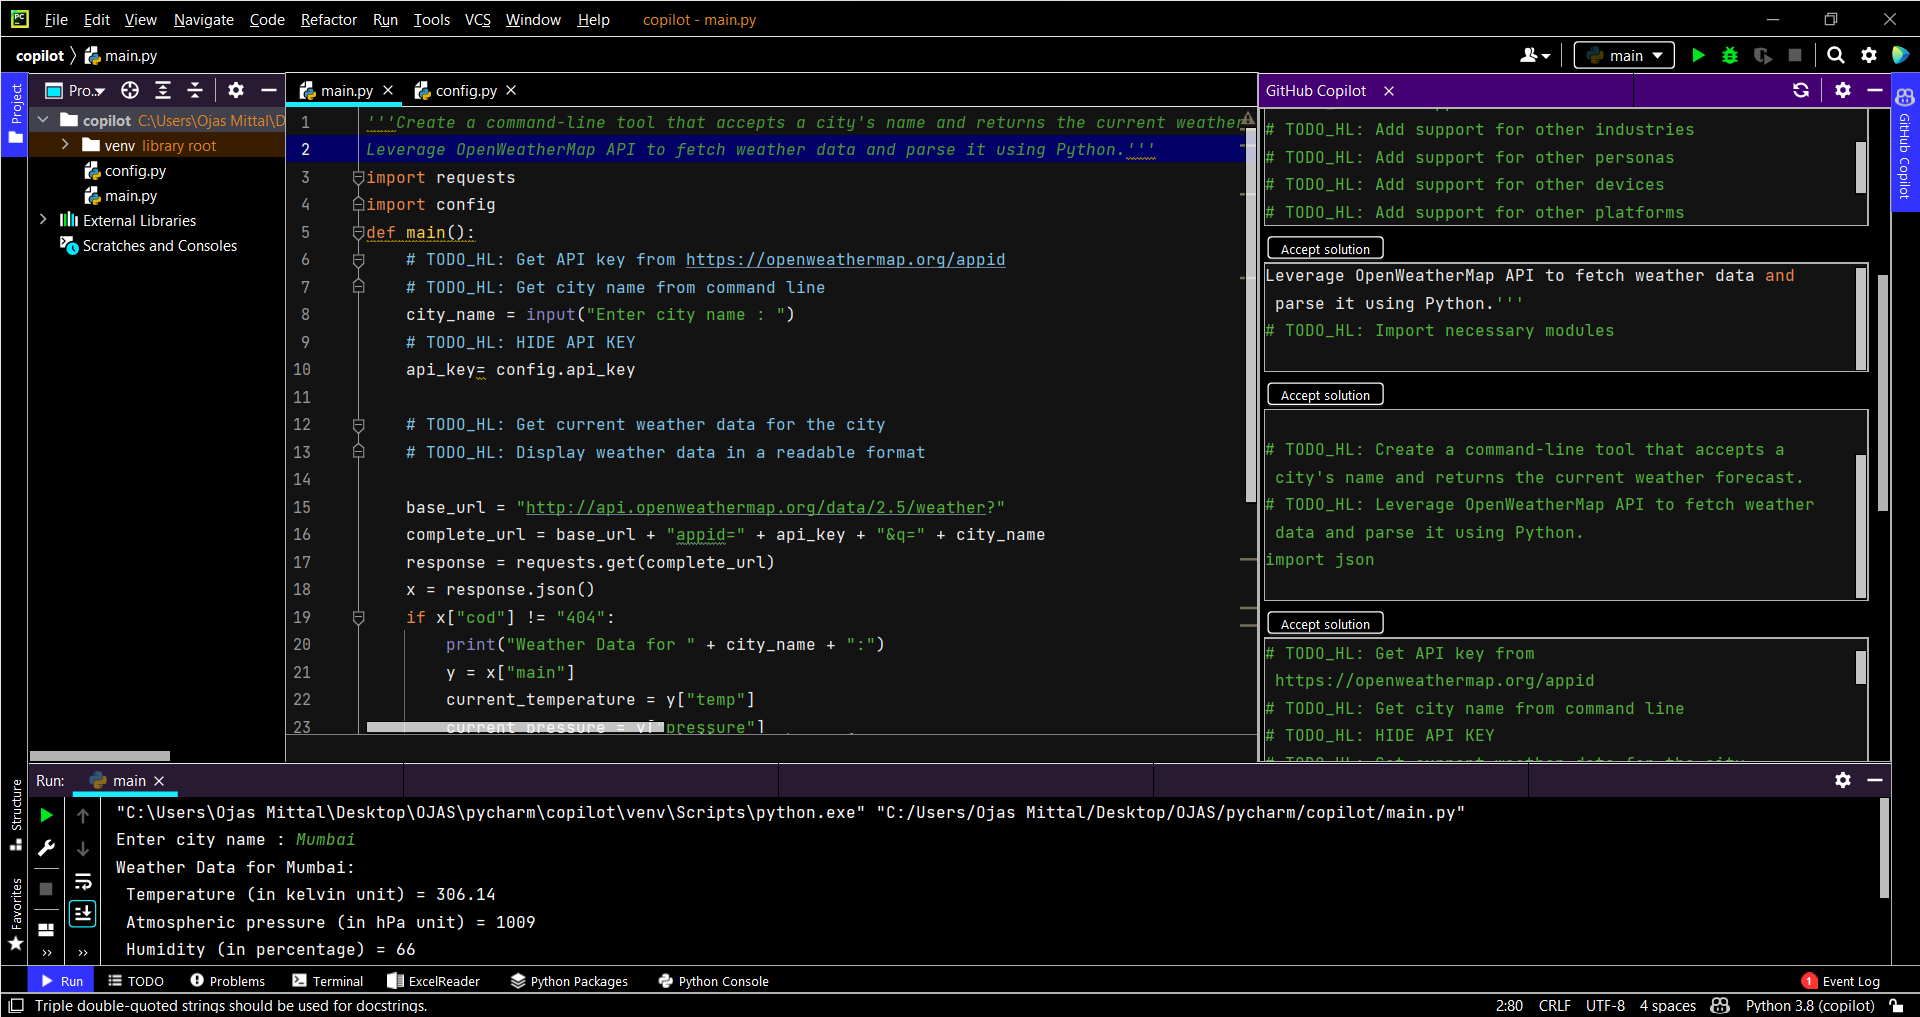 File Edit View Navigate Code Refactor Run Tools VCS Window Help copilot - main.py
copilot main.py
main
Project
Pro..
copilot C:\Users\Ojas Mittal\D
venv library root
config.py
main.py
External Libraries
Scratches and Consoles
main.py config.py
1 '''Create a command-line tool that accepts a city's name and returns the current weather
2 Leverage OpenWeatherMap API to fetch weather data and parse it using Python.'''
3 import requests
4 import config
5 def main():
6 # TODO_HL: Get API key from https://openweathermap.org/appid
7 # TODO_HL: Get city name from command line
8 city_name = input("Enter city name : ")
9 # TODO_HL: HIDE API KEY
10 api_key= config.api_key
11
12 # TODO_HL: Get current weather data for the city
13 # TODO_HL: Display weather data in a readable format
14
15 base_url = "http://api.openweathermap.org/data/2.5/weather?"
16 complete_url = base_url + "appid=" + api_key + "&q=" + city_name
17 response = requests.get(complete_url)
18 x = response.json()
19 if x["cod"] != "404":
20 print("Weather Data for " + city_name + ":")
21 y = x["main"]
22 current_temperature = y["temp"]
23 current_pressure = y["pressure"]
GitHub Copilot
# TODO_HL: Add support for other industries
# TODO_HL: Add support for other personas
# TODO_HL: Add support for other devices
# TODO_HL: Add support for other platforms
Accept solution
Leverage OpenWeatherMap API to fetch weather data and
parse it using Python.'''
# TODO_HL: Import necessary modules
Accept solution
# TODO_HL: Create a command-line tool that accepts a
city's name and returns the current weather forecast.
# TODO_HL: Leverage OpenWeatherMap API to fetch weather
data and parse it using Python.
import json
Accept solution
# TODO_HL: Get API key from
https://openweathermap.org/appid
# TODO_HL: Get city name from command line
# TODO_HL: HIDE API KEY
# TODO_HL: Get current weather data for the city
GitHub Copilot
Structure
Favorites
Run: main
"C:\Users\Ojas Mittal\Desktop\OJAS\pycharm\copilot\venv\Scripts\python.exe" "C:/Users/Ojas Mittal/Desktop/OJAS/pycharm/copilot/main.py"
Enter city name : Mumbai
Weather Data for Mumbai:
Temperature (in kelvin unit) = 306.14
Atmospheric pressure (in hPa unit) = 1009
Humidity (in percentage) = 66
Run TODO Problems Terminal ExcelReader Python Packages Python Console 1 Event Log
Triple double-quoted strings should be used for docstrings. 2:80 CRLF UTF-8 4 spaces Python 3.8 (copilot)